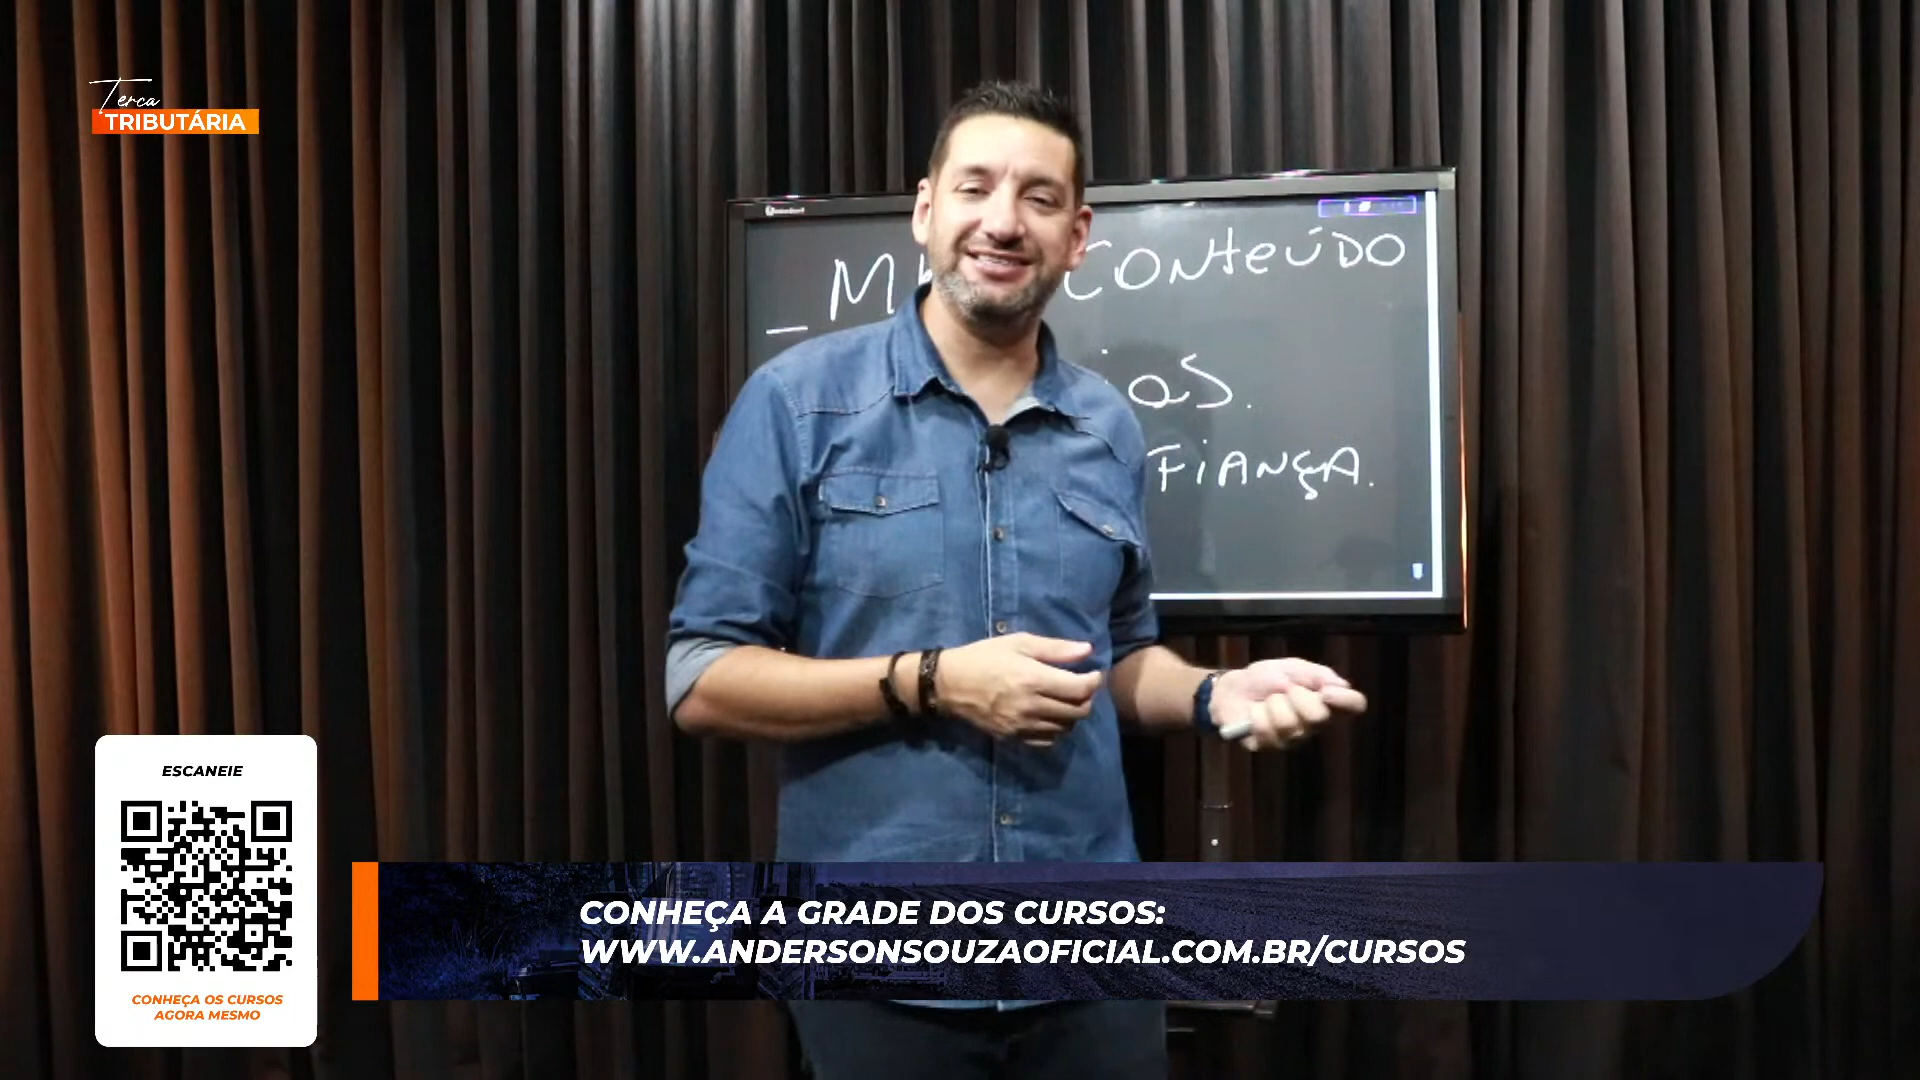 Terça
TRIBUTÁRIA
CONTEÚDO
FIANÇA.
ESCANEIE
CONHEÇA OS CURSOS
AGORA MESMO
CONHEÇA A GRADE DOS CURSOS:
WWW.ANDERSONSOUZAOFICIAL.COM.BR/CURSOS